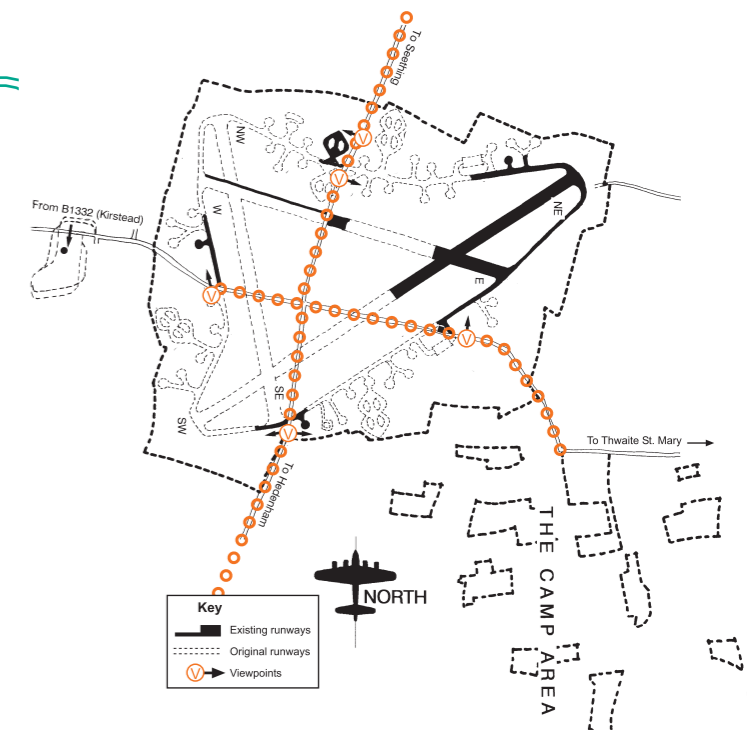 To Seething
NW
W
NE
E
From B1332 (Kirstead)
SE
SW
To Hedenham
To Thwaite St. Mary
THE CAMP AREA
NORTH
Key
Existing runways
Original runways
V Viewpoints
V
V
V
V
V